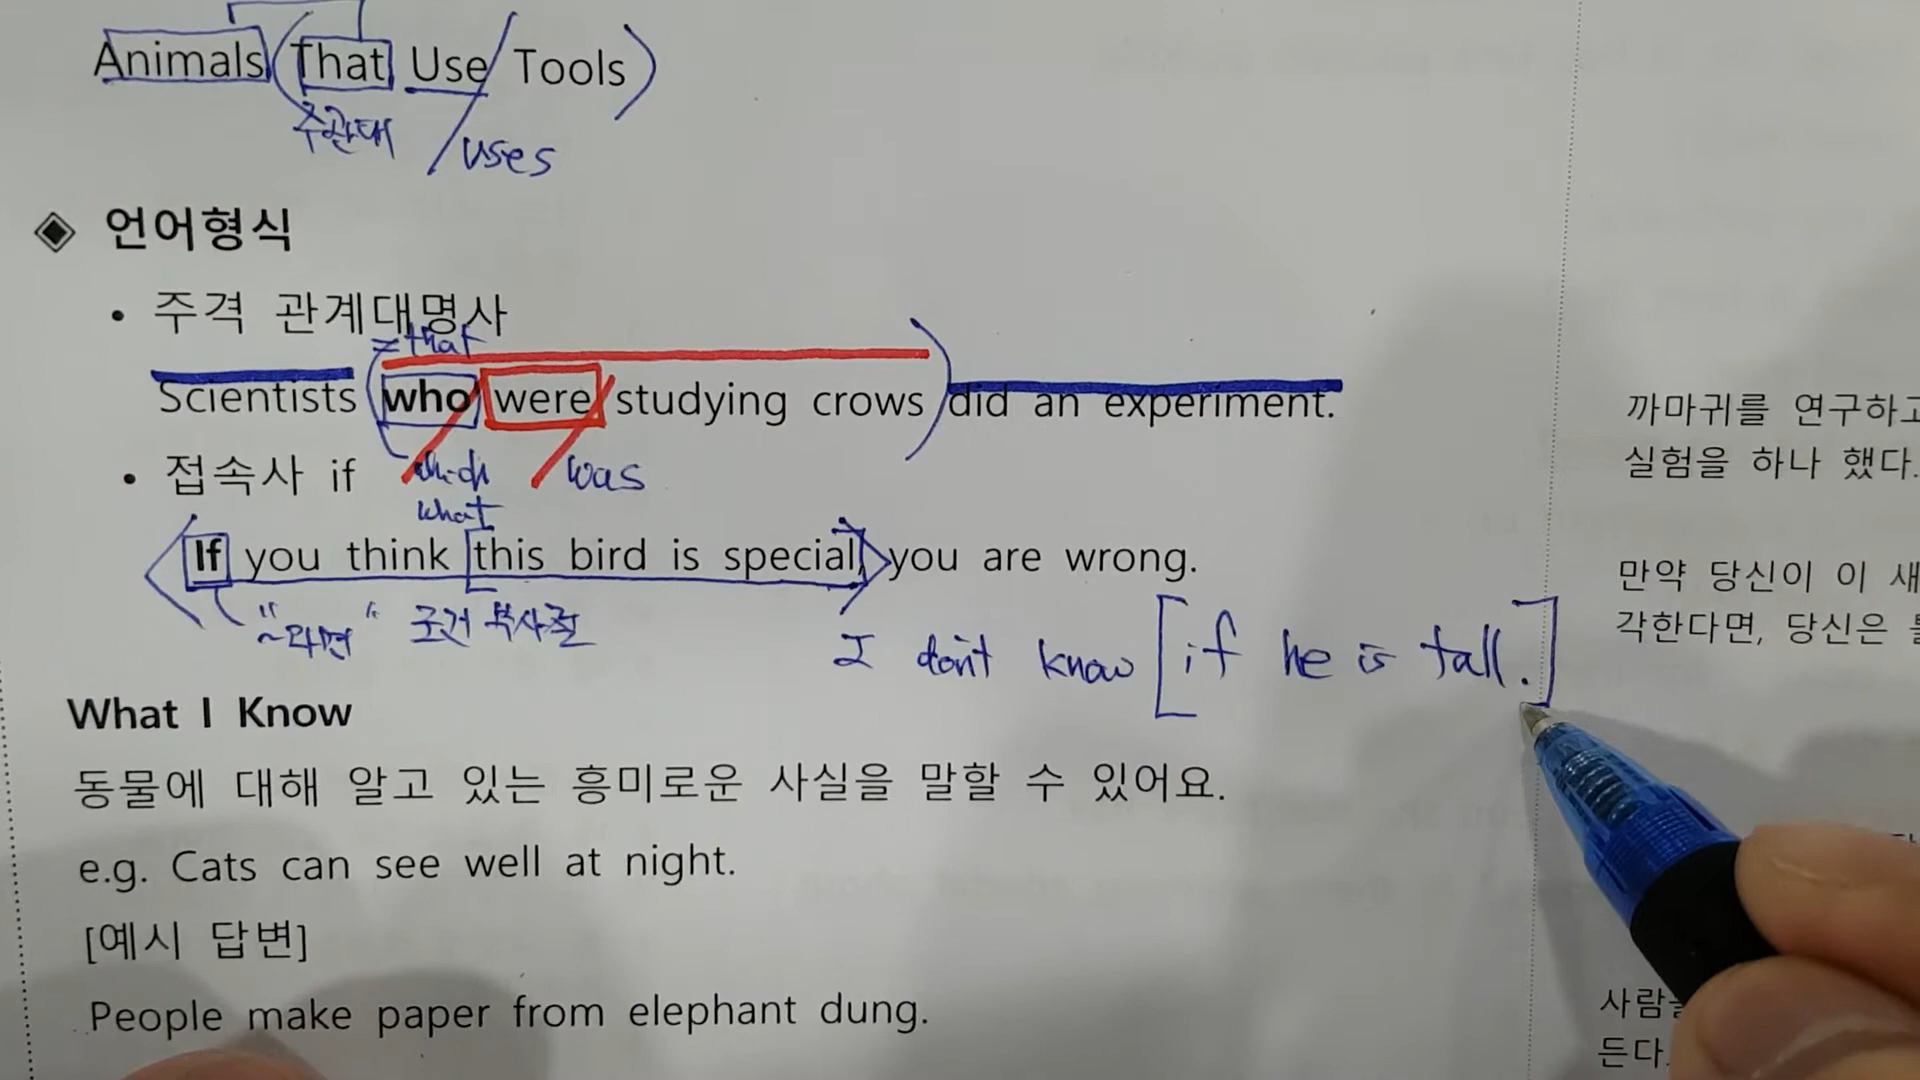 Animals That Use Tools
주관대 uses
◈ 언어형식
• 주격 관계대명사
= that
Scientists who were studying crows did an experiment.
까마귀를 연구하고
• 접속사 if which was
실험을 하나 했다.
what
If you think this bird is special, you are wrong.
만약 당신이 이 새
"~라면" 조건 부사절
각한다면, 당신은 틀
I don't know [if he is tall.]
What I Know
동물에 대해 알고 있는 흥미로운 사실을 말할 수 있어요.
e.g. Cats can see well at night.
[예시 답변]
사람들
People make paper from elephant dung.
든다.